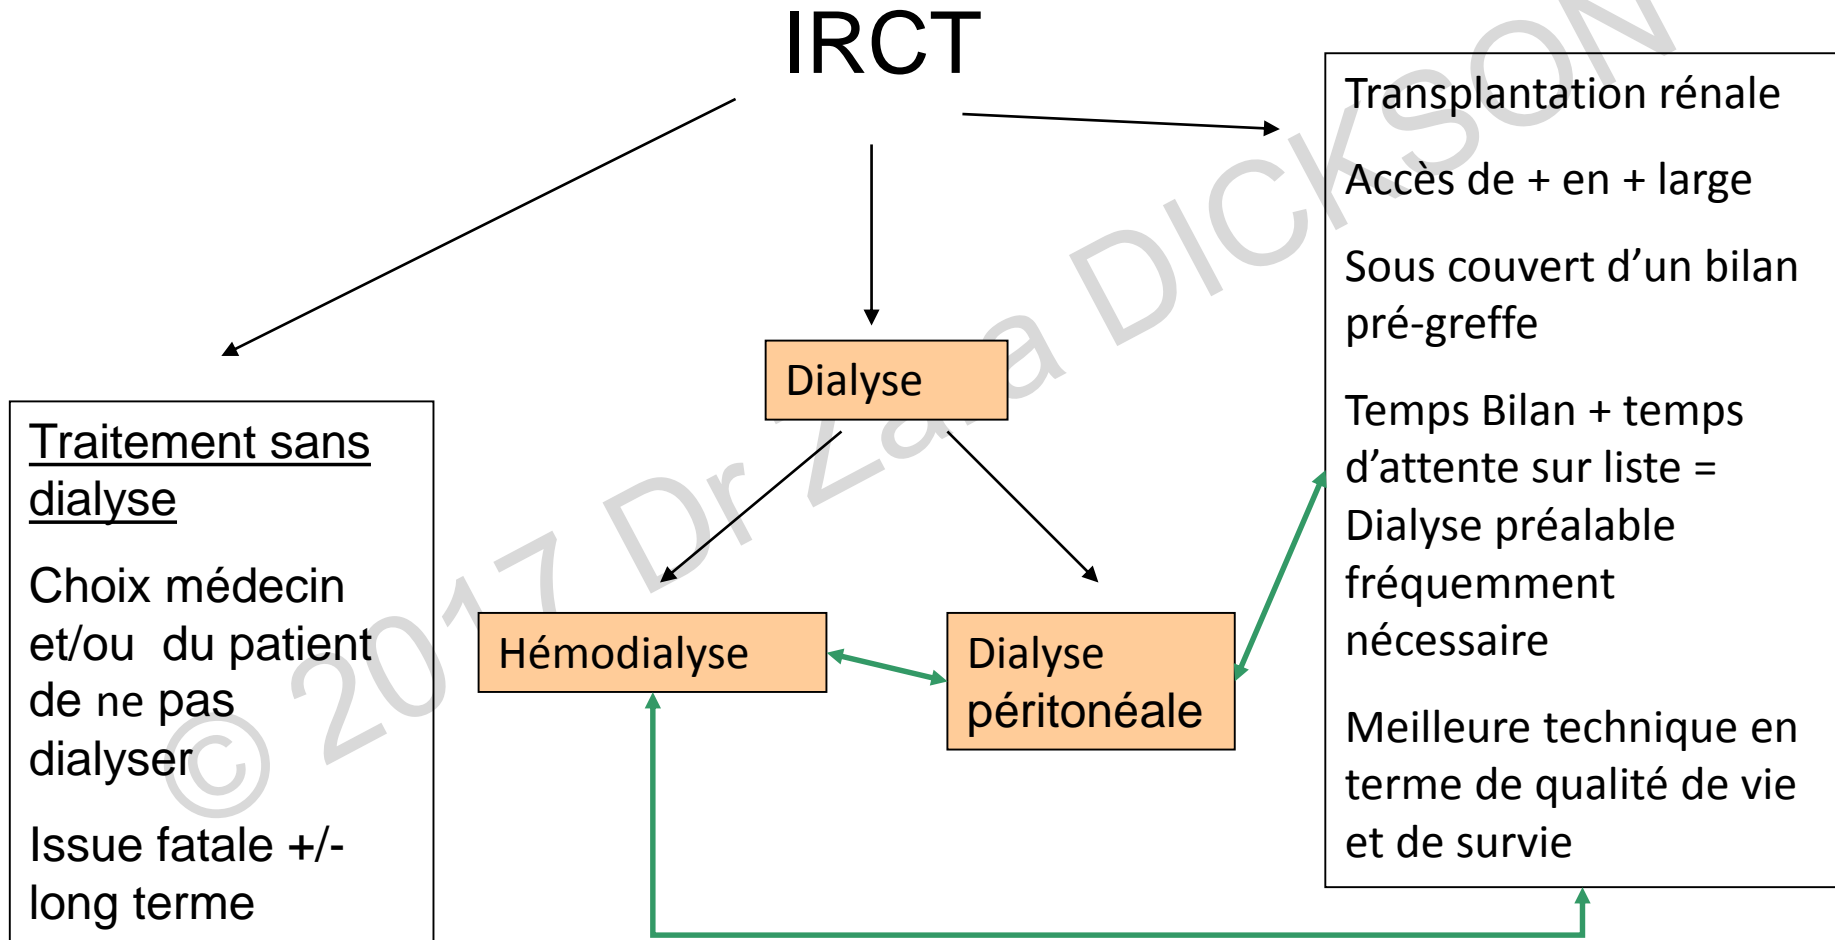 IRCT
Traitement sans
dialyse
Choix médecin
et/ou du patient
de ne pas
dialyser
Issue fatale +/-
long terme
Dialyse
Hémodialyse
Dialyse
péritonéale
Transplantation rénale
Accès de + en + large
Sous couvert d’un bilan
pré-greffe
Temps Bilan + temps
d’attente sur liste =
Dialyse préalable
fréquemment
nécessaire
Meilleure technique en
terme de qualité de vie
et de survie
© 2017 Dr DICKSON